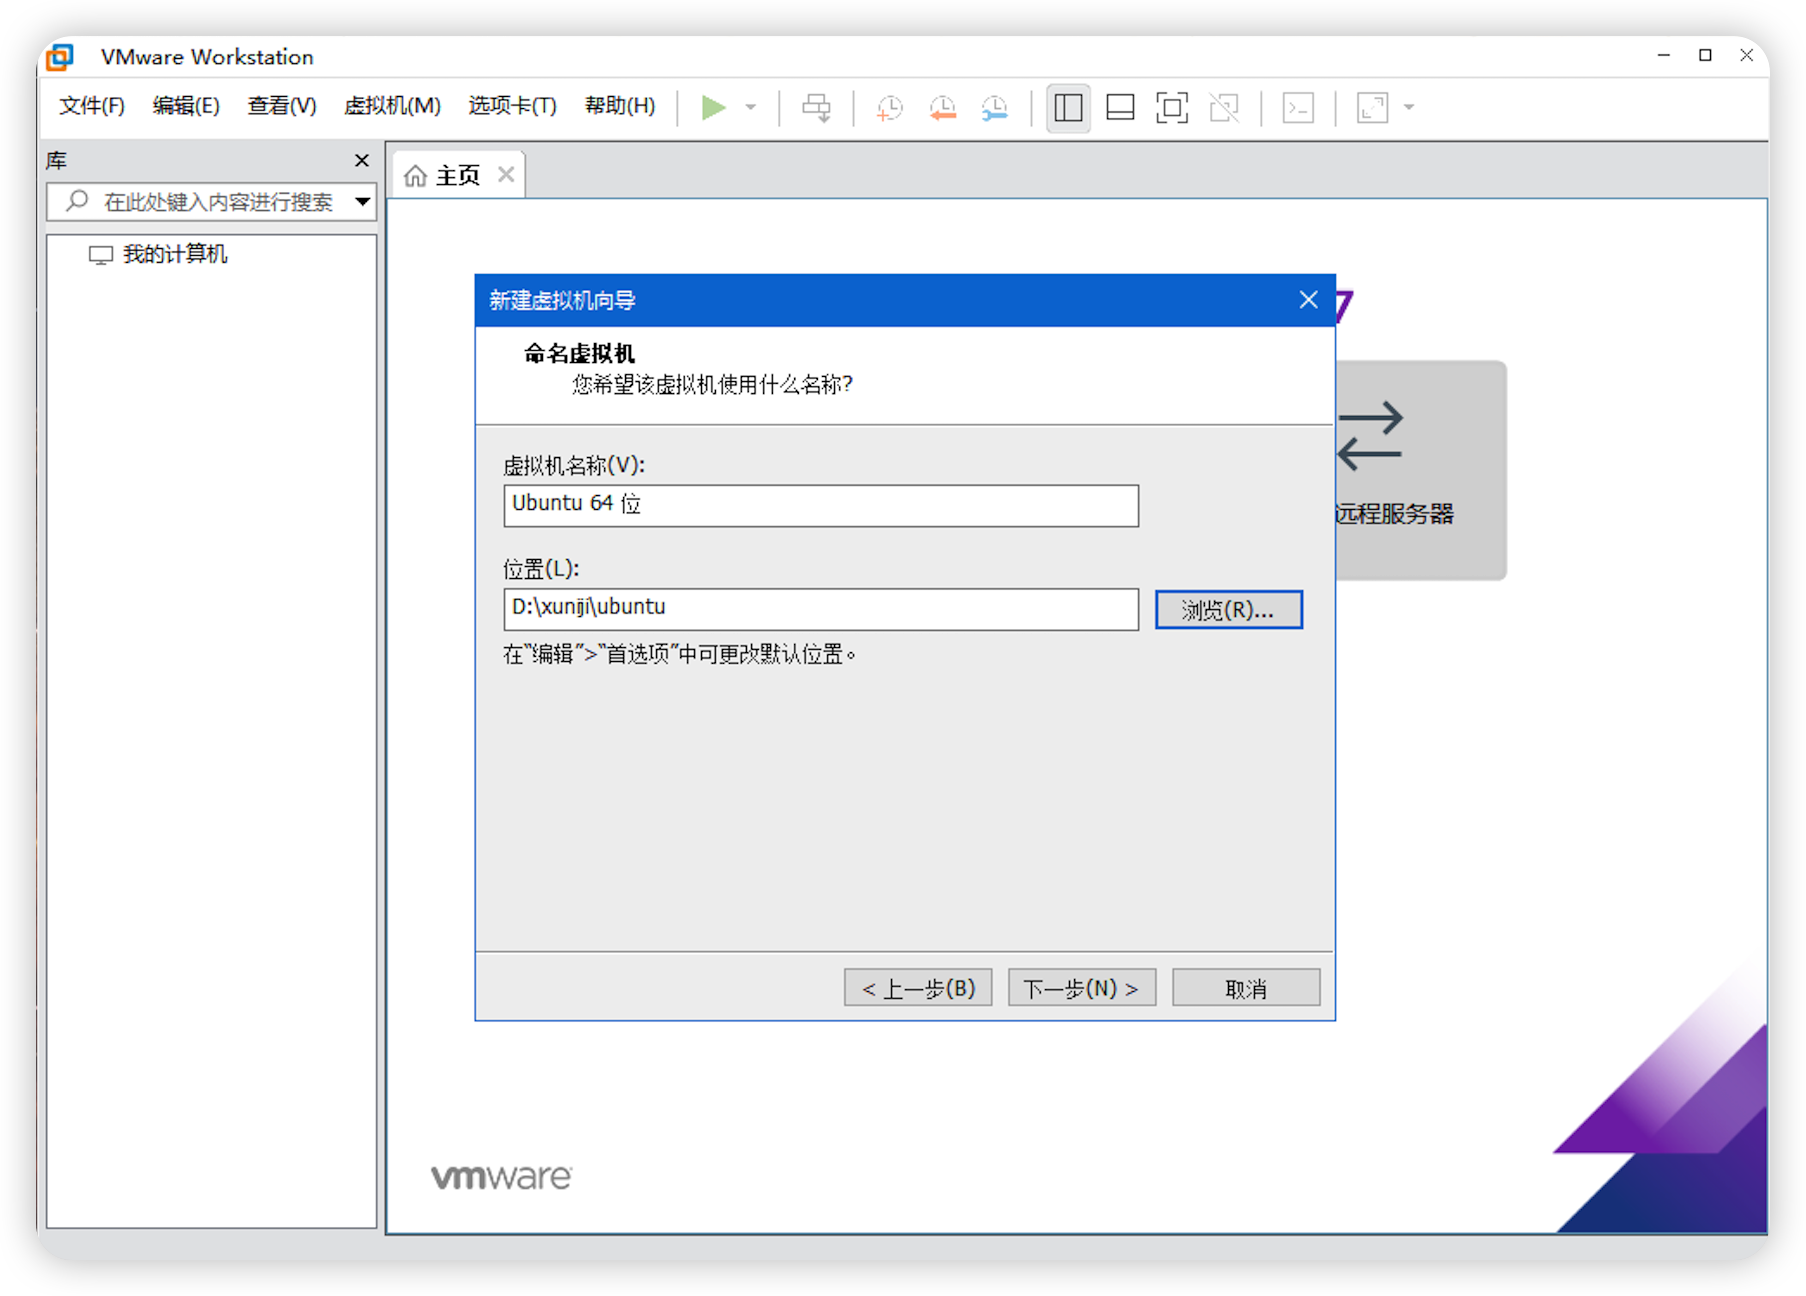 VMware Workstation
文件(F) 编辑(E) 查看(V) 虚拟机(M) 选项卡(T) 帮助(H)
库
在此处键入内容进行搜索
我的计算机
主页
7
新建虚拟机向导
命名虚拟机
您希望该虚拟机使用什么名称?
虚拟机名称(V):
Ubuntu 64 位
位置(L):
D:\xuniji\ubuntu
浏览(R)...
在"编辑">"首选项"中可更改默认位置。
远程服务器
< 上一步(B) 下一步(N) > 取消
vmware